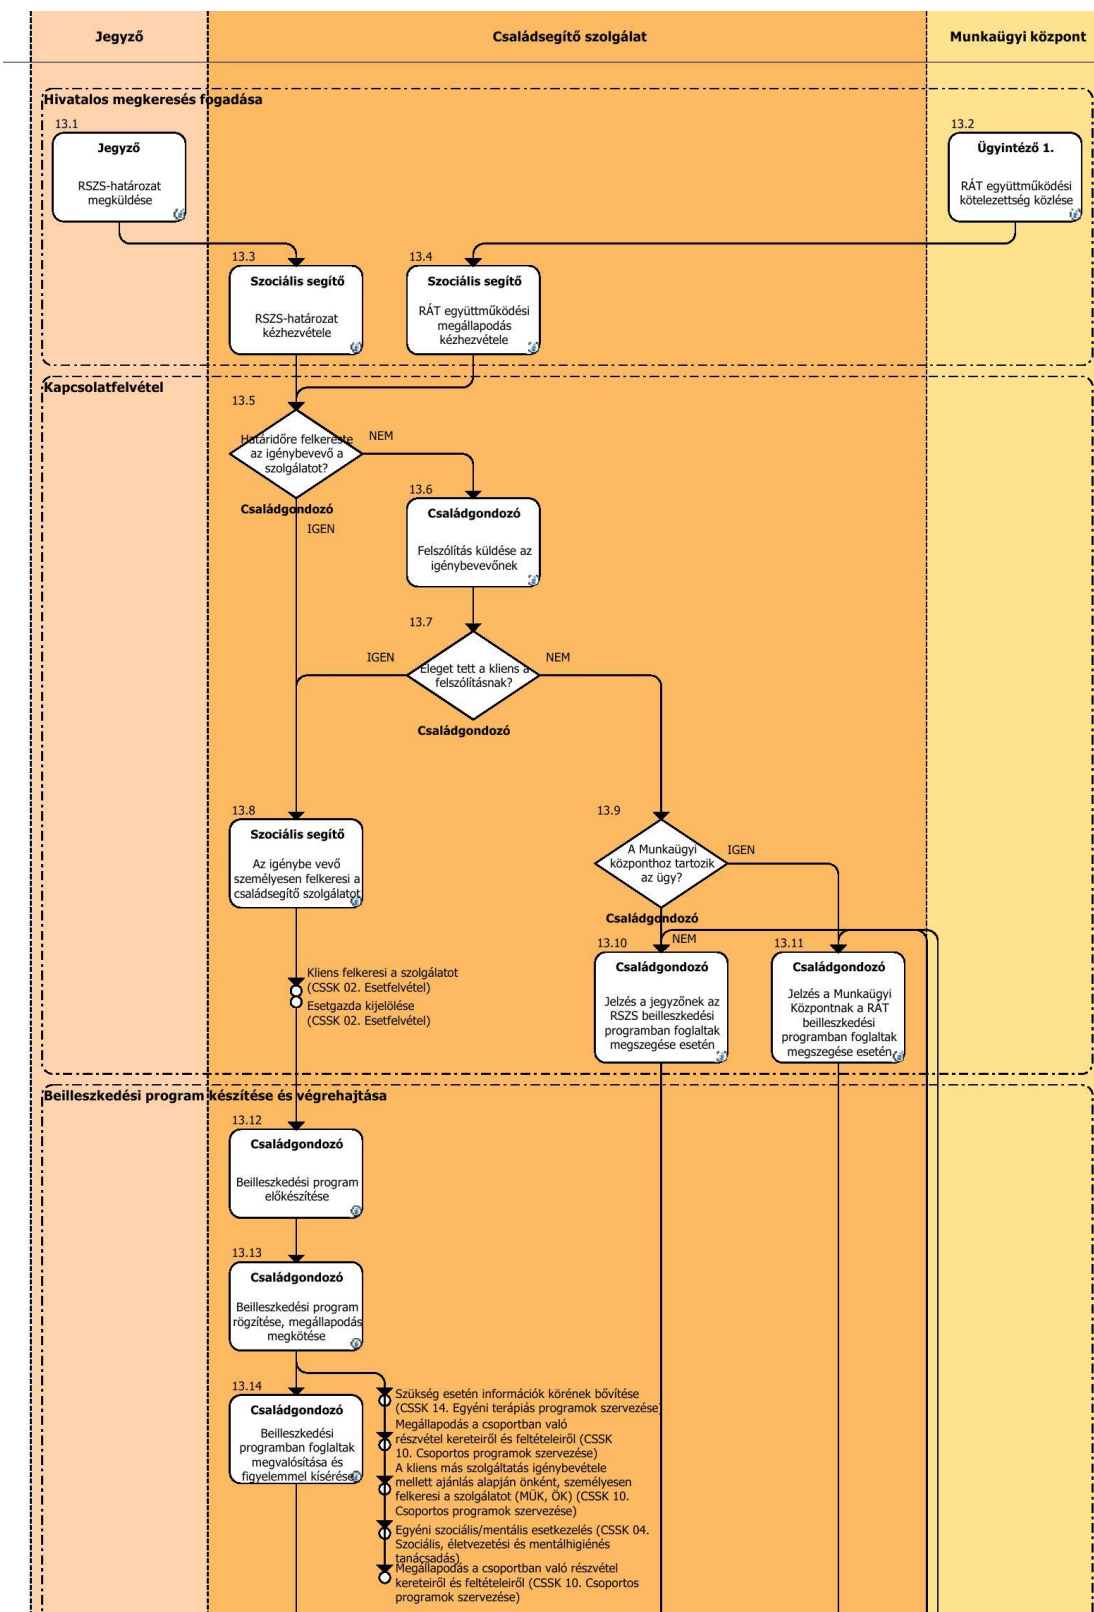 Jegyző
Családsegítő szolgálat
Munkaügyi központ
Hivatalos megkeresés fogadása
13.1
Jegyző
RSZS-határozat
megküldése
13.2
Ügyintéző 1.
RÁT együttműködési
kötelezettség közlése
13.3
Szociális segítő
RSZS-határozat
kézhezvétele
13.4
Szociális segítő
RÁT együttműködési
megállapodás
kézhezvétele
Kapcsolatfelvétel
13.5
Határidőre felkereste
az igénybevevő a
szolgálatot?
NEM
Családgondozó
IGEN
13.6
Családgondozó
Felszólítás küldése az
igénybevevőnek
13.7
IGEN
Eleget tett a kliens a
felszólításnak?
NEM
Családgondozó
13.8
Szociális segítő
Az igénybe vevő
személyesen felkeresi a
családsegítő szolgálatot
13.9
A Munkaügyi
központhoz tartozik
az ügy?
IGEN
Családgondozó
NEM
13.10
Családgondozó
Jelzés a jegyzőnek az
RSZS beilleszkedési
programban foglaltak
megszegése esetén
13.11
Családgondozó
Jelzés a Munkaügyi
Központnak a RÁT
beilleszkedési
programban foglaltak
megszegése esetén
Kliens felkeresi a szolgálatot
(CSSK 02. Esetfelvétel)
Esetgazda kijelölése
(CSSK 02. Esetfelvétel)
Beilleszkedési program készítése és végrehajtása
13.12
Családgondozó
Beilleszkedési program
előkészítése
13.13
Családgondozó
Beilleszkedési program
rögzítése, megállapodás
megkötése
13.14
Családgondozó
Beilleszkedési
programban foglaltak
megvalósítása és
figyelemmel kísérése
Szükség esetén információk körének bővítése
(CSSK 14. Egyéni terápiás programok szervezése)
Megállapodás a csoportban való
részvétel kereteiről és feltételeiről (CSSK
10. Csoportos programok szervezése)
A kliens más szolgáltatás igénybevétele
mellett ajánlás alapján önként, személyesen
felkeresi a szolgálatot (MÜK, ÖK) (CSSK 10.
Csoportos programok szervezése)
Egyéni szociális/mentális esetkezelés (CSSK 04.
Szociális, életvezetési és mentálhigiénés
tanácsadás)
Megállapodás a csoportban való részvétel
kereteiről és feltételeiről (CSSK 10. Csoportos
programok szervezése)